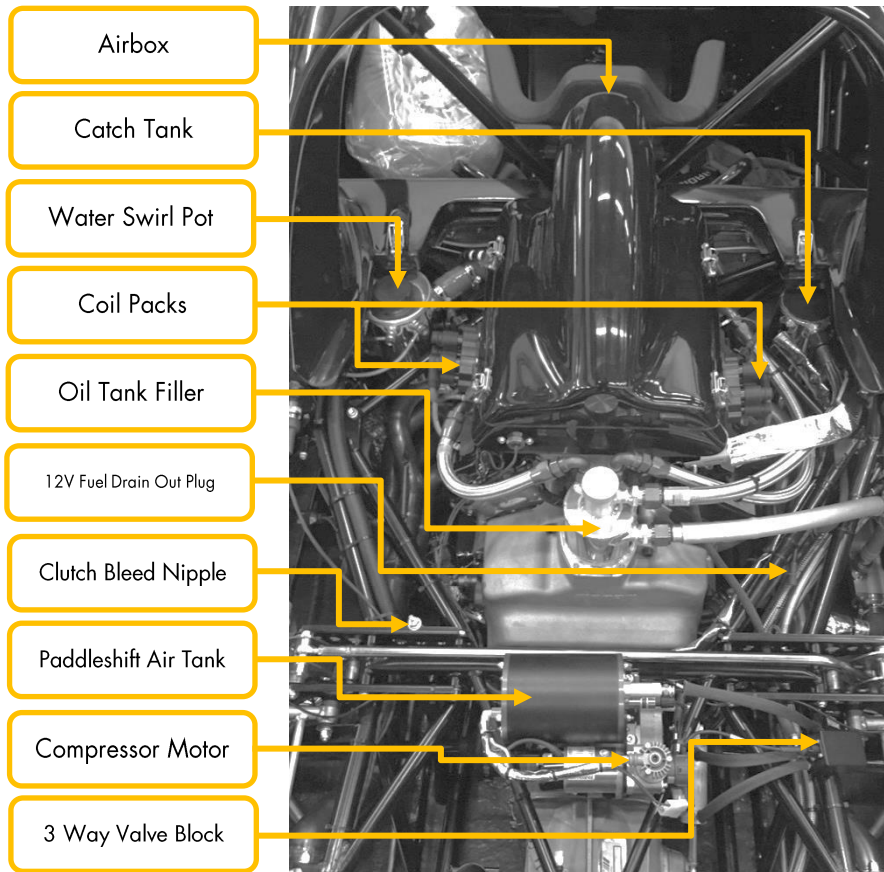 Airbox
Catch Tank
Water Swirl Pot
Coil Packs
Oil Tank Filler
12V Fuel Drain Out Plug
Clutch Bleed Nipple
Paddleshift Air Tank
Compressor Motor
3 Way Valve Block